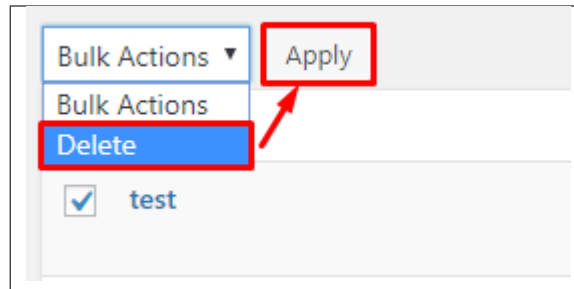 Bulk Actions ▼ Apply
Bulk Actions
Delete
test